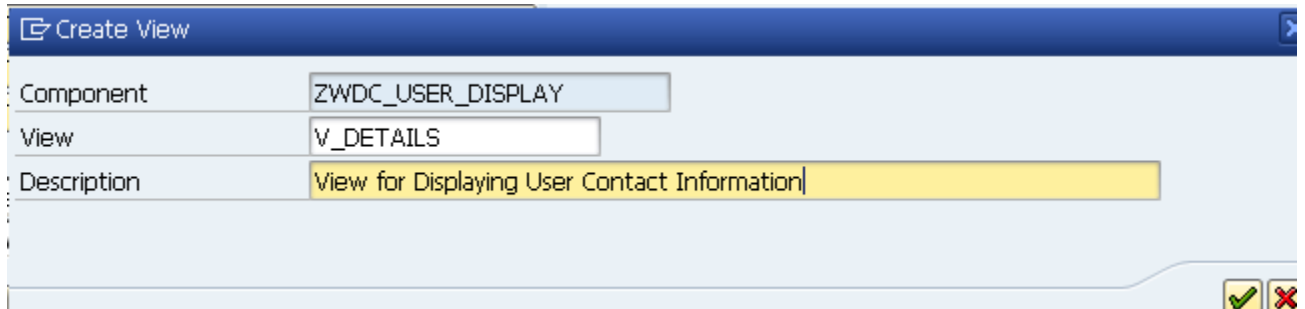 Create View
Component ZWDC_USER_DISPLAY
View V_DETAILS
Description View for Displaying User Contact Information